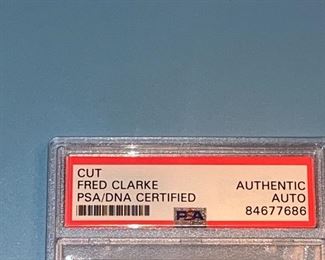 CUT
FRED CLARKE AUTHENTIC
PSA/DNA CERTIFIED AUTO
PSA 84677686